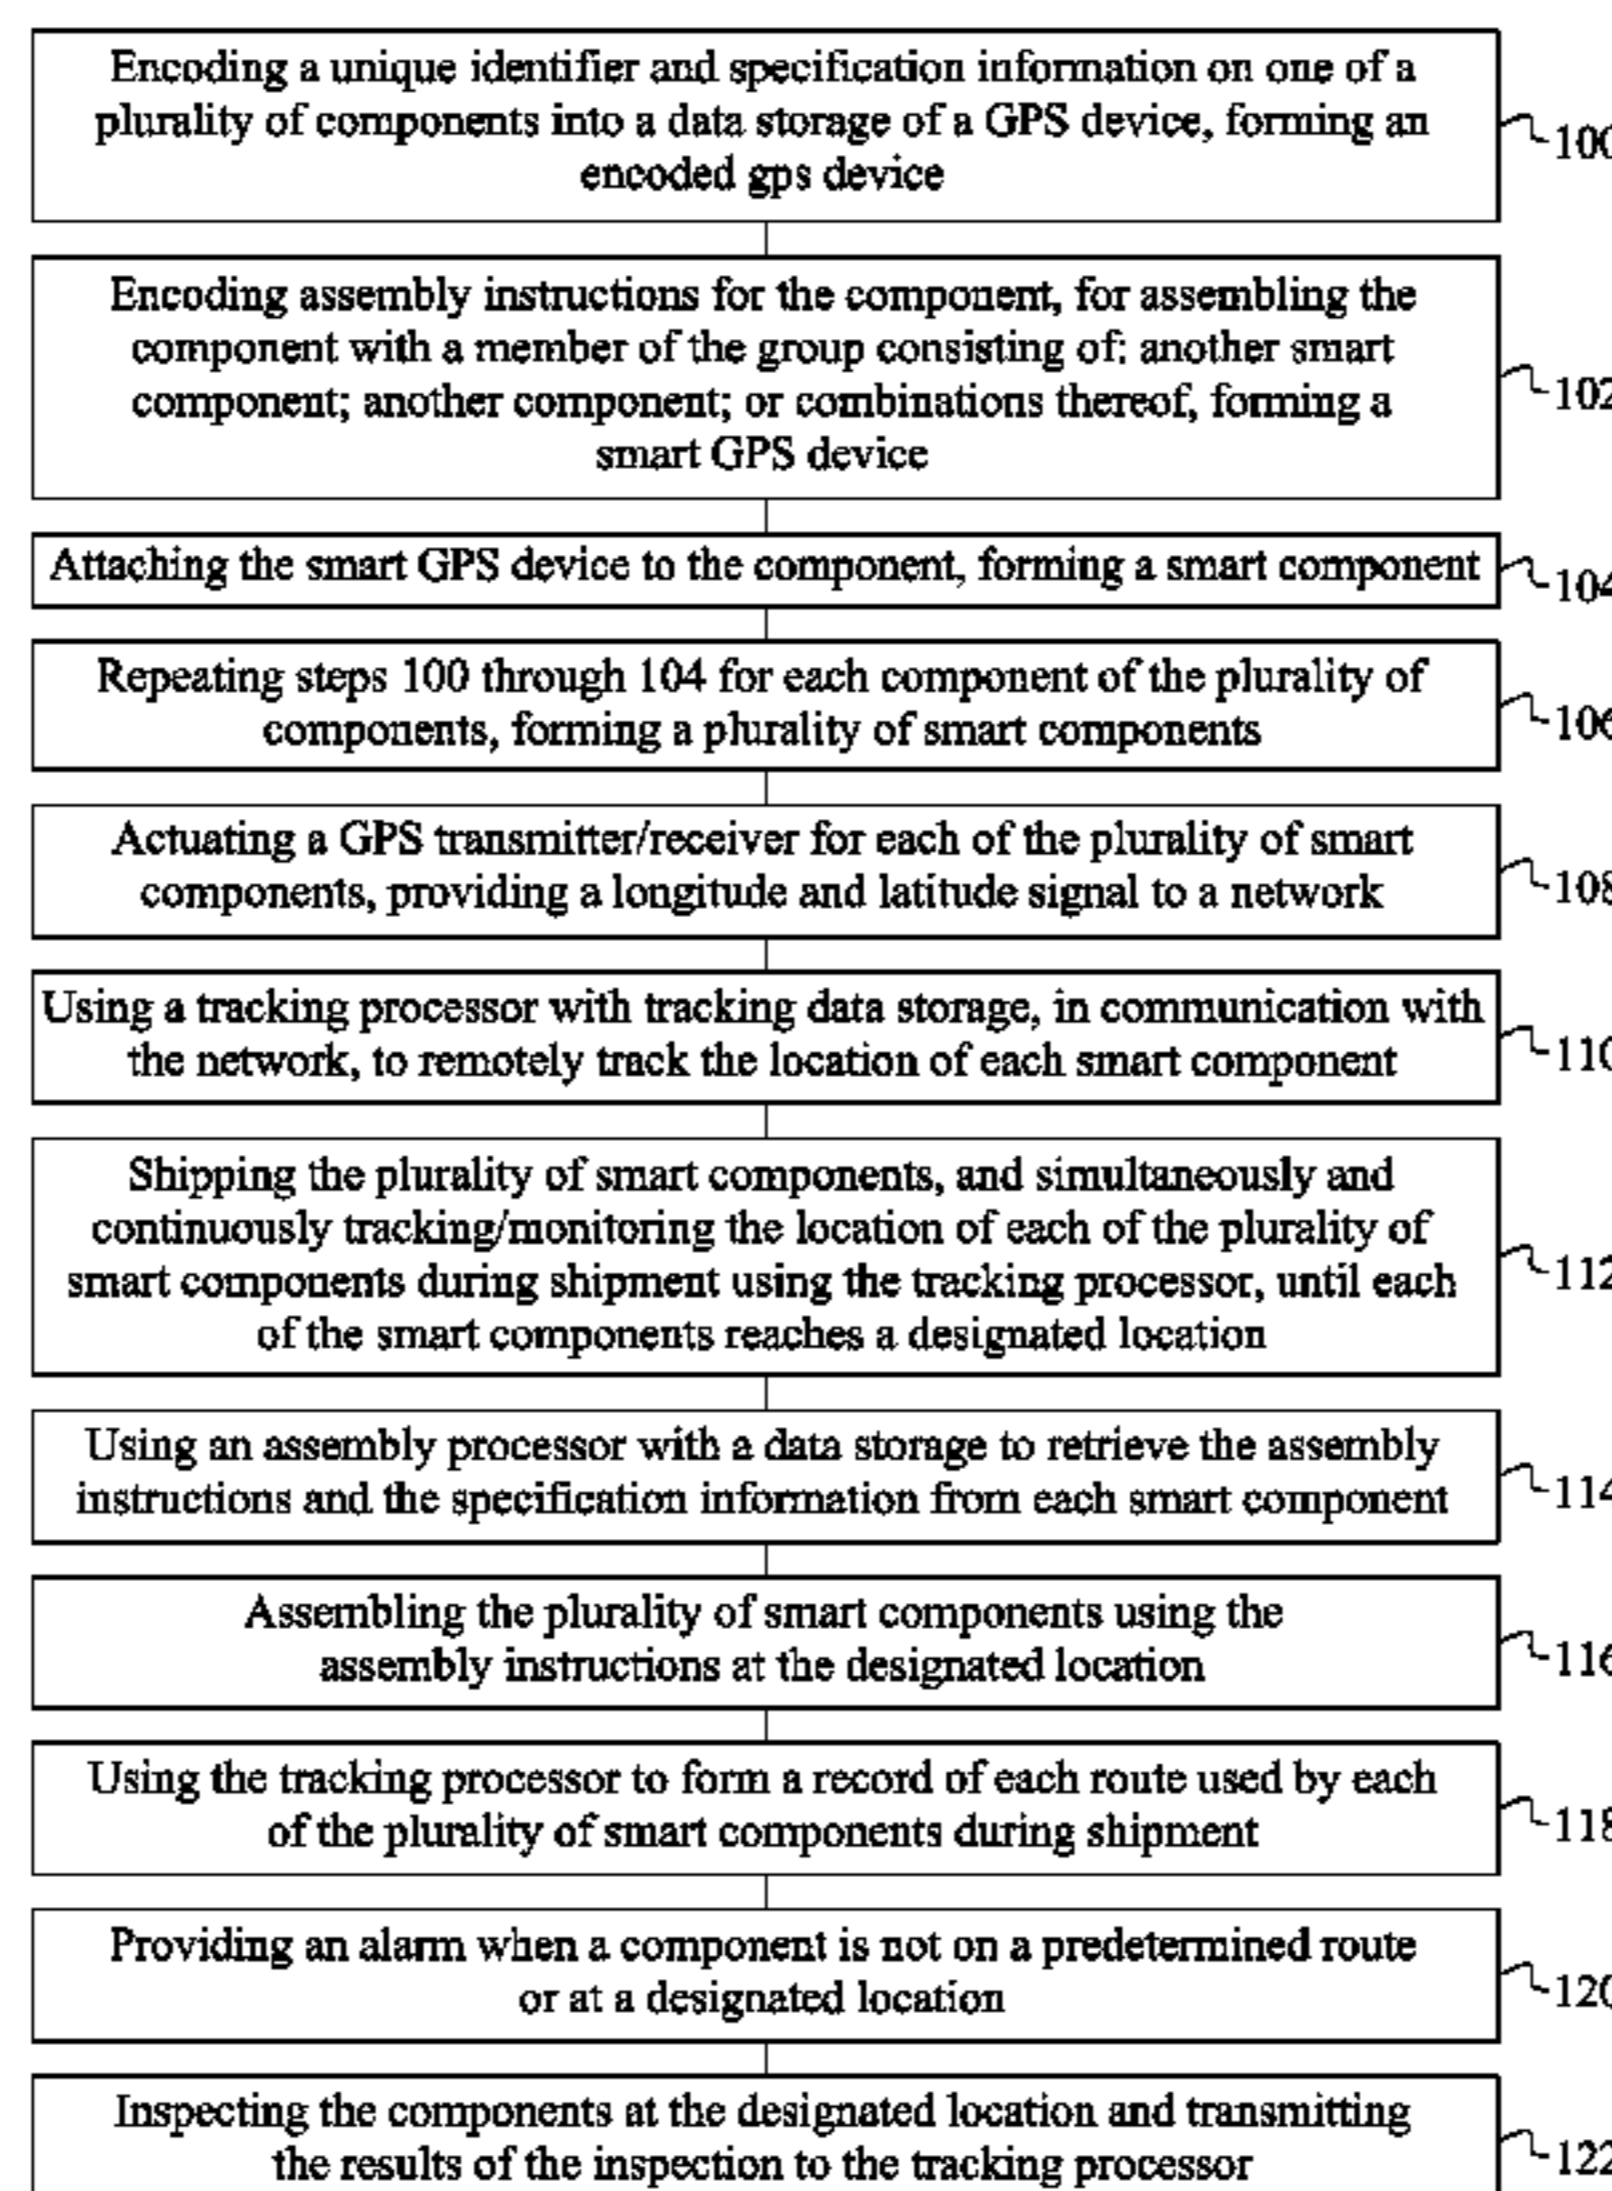 Encoding a unique identifier and specification information on one of a
plurality of components into a data storage of a GPS device, forming an
encoded gps device
100
Encoding assembly instructions for the component, for assembling the
component with a member of the group consisting of: another smart
component; another component; or combinations thereof, forming a
smart GPS device
102
Attaching the smart GPS device to the component, forming a smart component
104
Repeating steps 100 through 104 for each component of the plurality of
components, forming a plurality of smart components
106
Actuating a GPS transmitter/receiver for each of the plurality of smart
components, providing a longitude and latitude signal to a network
108
Using a tracking processor with tracking data storage, in communication with
the network, to remotely track the location of each smart component
110
Shipping the plurality of smart components, and simultaneously and
continuously tracking/monitoring the location of each of the plurality of
smart components during shipment using the tracking processor, until each
of the smart components reaches a designated location
112
Using an assembly processor with a data storage to retrieve the assembly
instructions and the specification information from each smart component
114
Assembling the plurality of smart components using the
assembly instructions at the designated location
116
Using the tracking processor to form a record of each route used by each
of the plurality of smart components during shipment
118
Providing an alarm when a component is not on a predetermined route
or at a designated location
120
Inspecting the components at the designated location and transmitting
the results of the inspection to the tracking processor
122